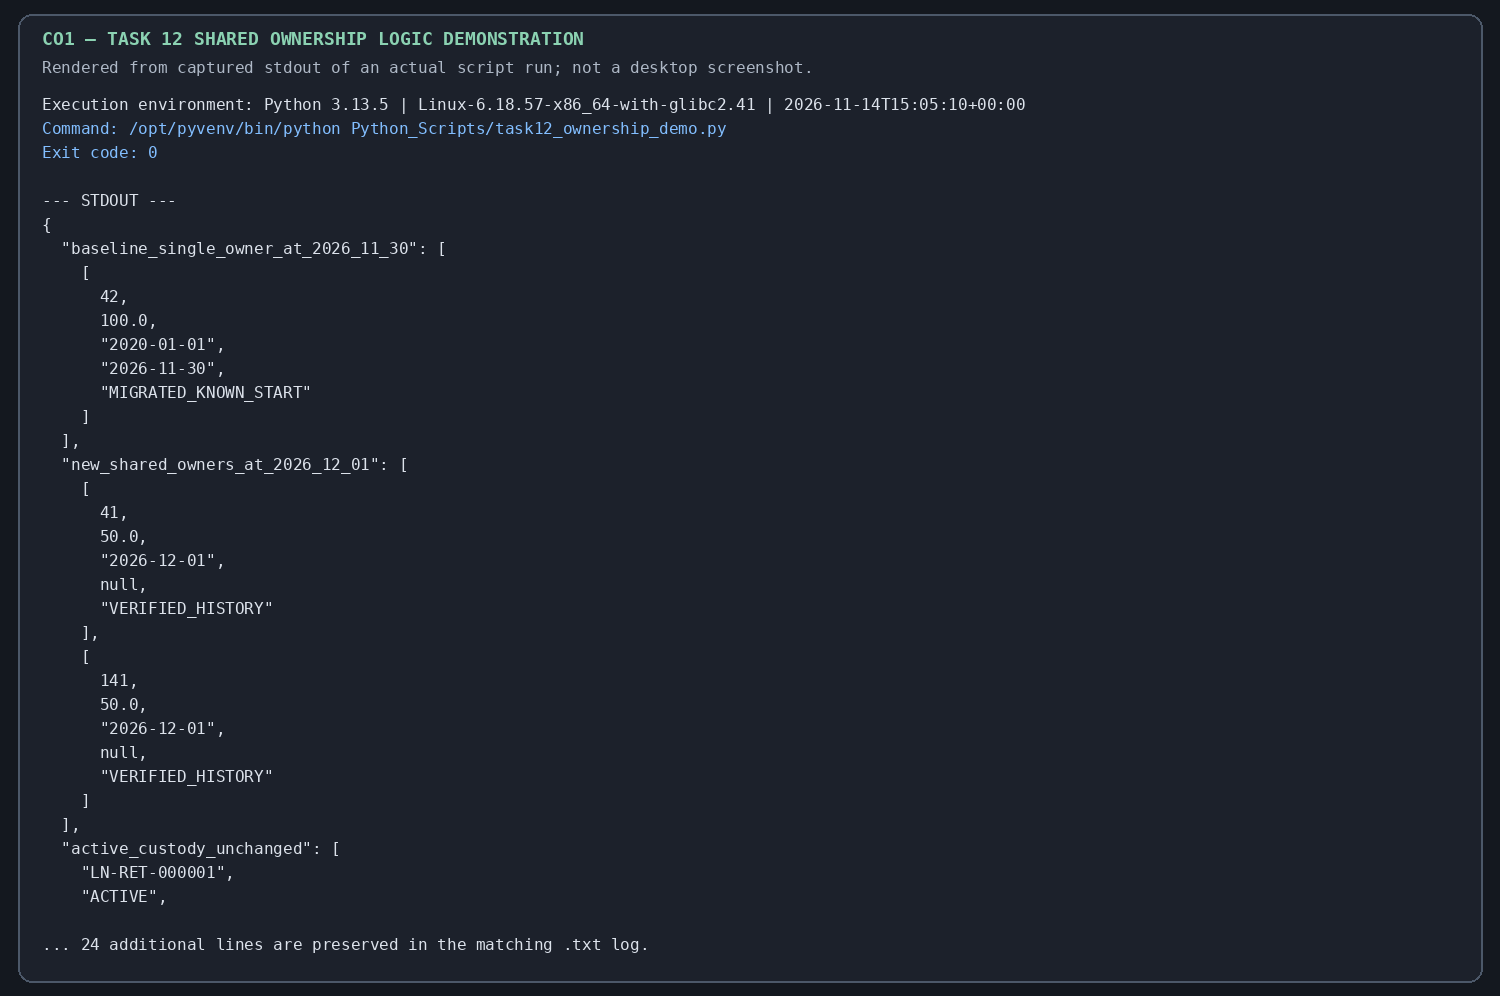 CO1 — TASK 12 SHARED OWNERSHIP LOGIC DEMONSTRATION
Rendered from captured stdout of an actual script run; not a desktop screenshot.
Execution environment: Python 3.13.5 | Linux-6.18.57-x86_64-with-glibc2.41 | 2026-11-14T15:05:10+00:00
Command: /opt/pyvenv/bin/python Python_Scripts/task12_ownership_demo.py
Exit code: 0
--- STDOUT ---
{
  "baseline_single_owner_at_2026_11_30": [
    [
      42,
      100.0,
      "2020-01-01",
      "2026-11-30",
      "MIGRATED_KNOWN_START"
    ]
  ],
  "new_shared_owners_at_2026_12_01": [
    [
      41,
      50.0,
      "2026-12-01",
      null,
      "VERIFIED_HISTORY"
    ],
    [
      141,
      50.0,
      "2026-12-01",
      null,
      "VERIFIED_HISTORY"
    ]
  ],
  "active_custody_unchanged": [
    "LN-RET-000001",
    "ACTIVE",
... 24 additional lines are preserved in the matching .txt log.